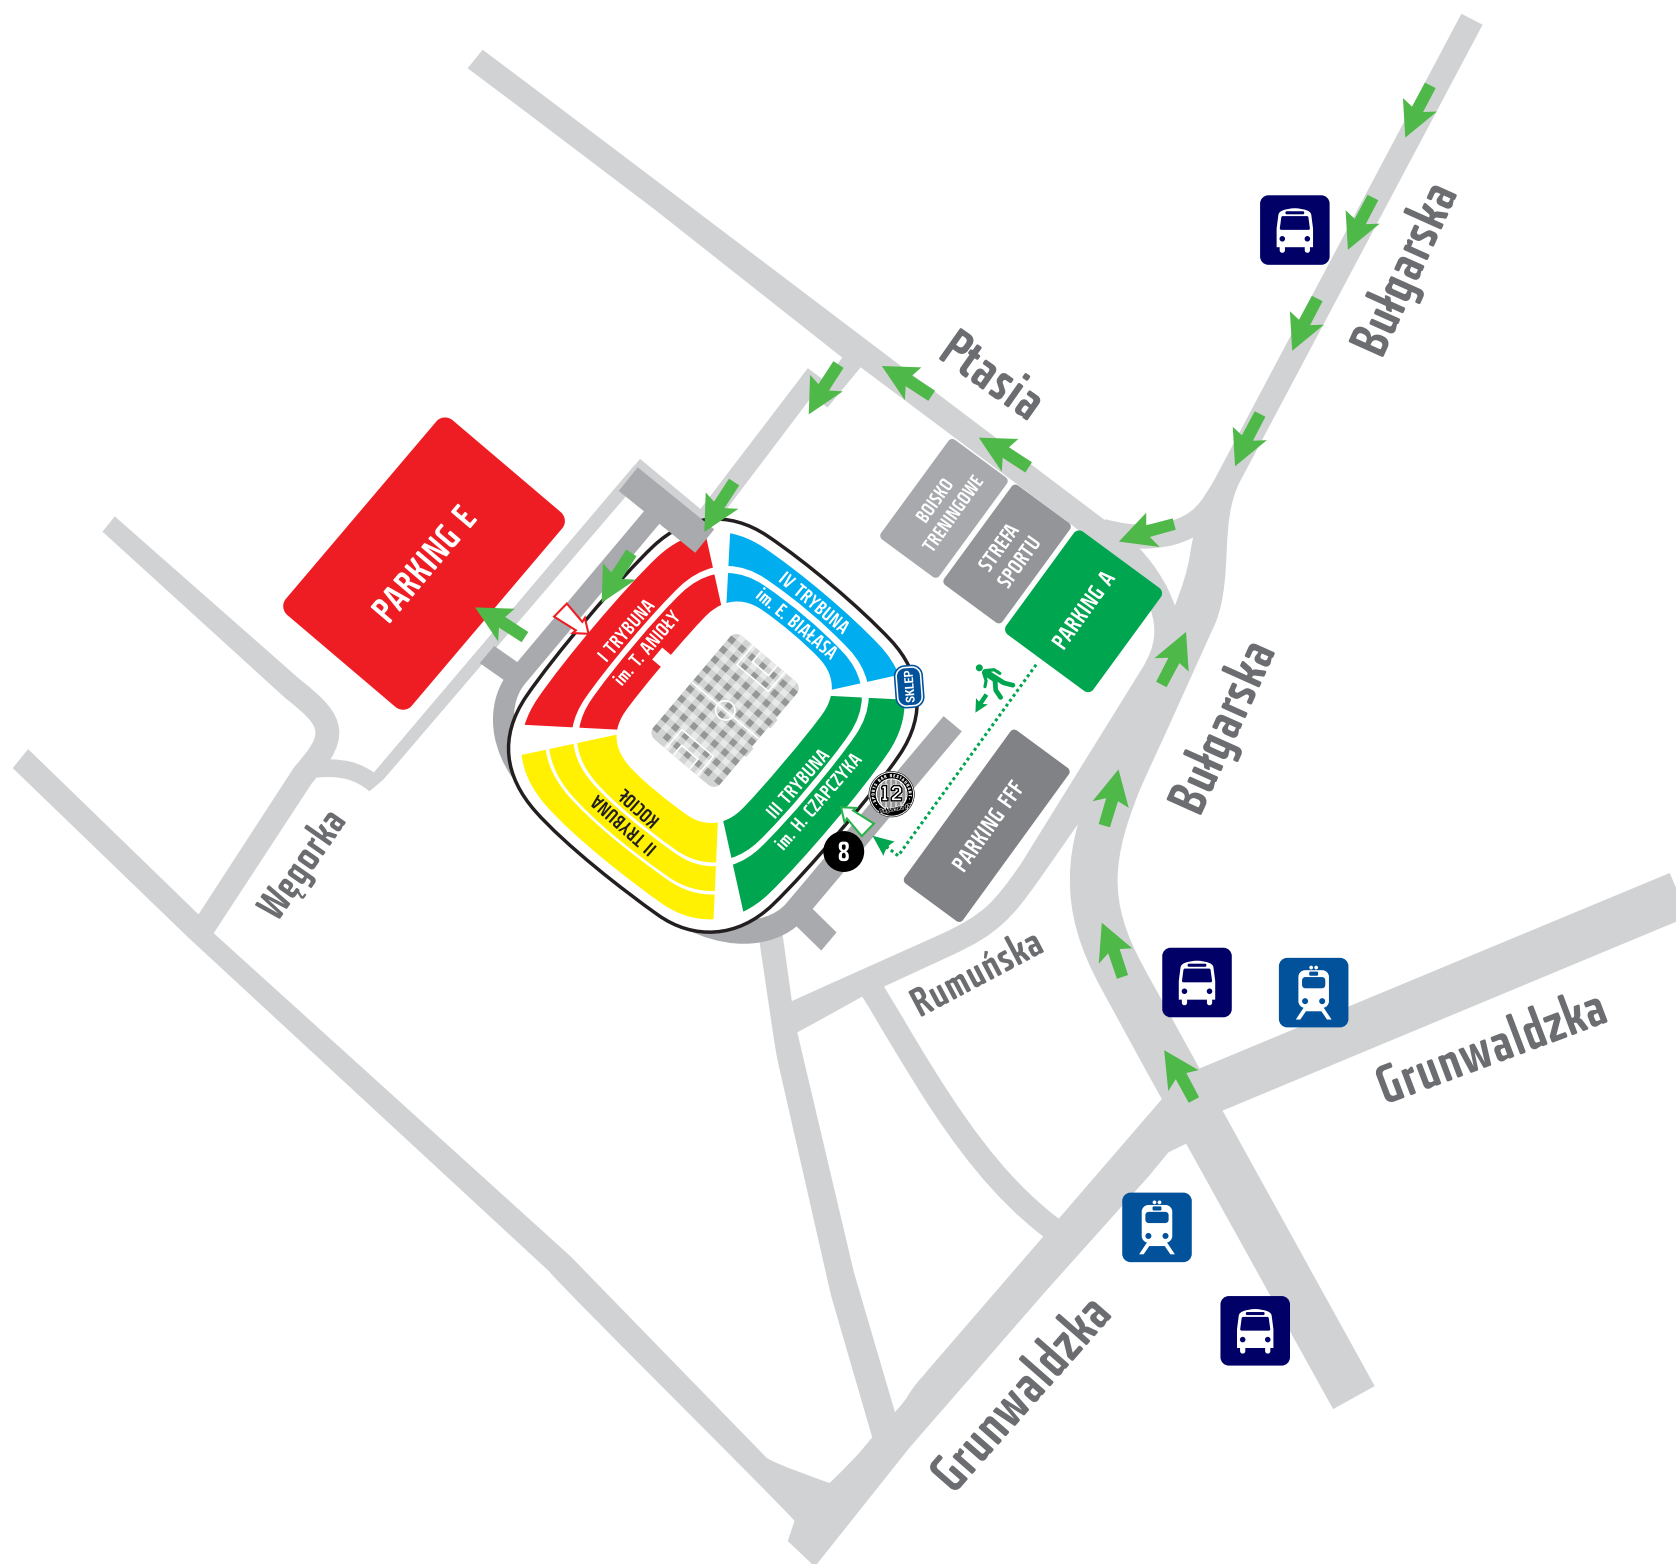 Bułgarska
Ptasia
BOISKO
TRENINGOWE
STREFA
SPORTU
PARKING A
PARKING E
I TRYBUNA
im. T. ANIOŁY
IV TRYBUNA
im. E. BIAŁASA
SKLEP
III TRYBUNA
im. H. CZAPCZYKA
II TRYBUNA
KOCIOŁ
12
8
PARKING FFF
Bułgarska
Węgorka
Rumuńska
Grunwaldzka
Grunwaldzka